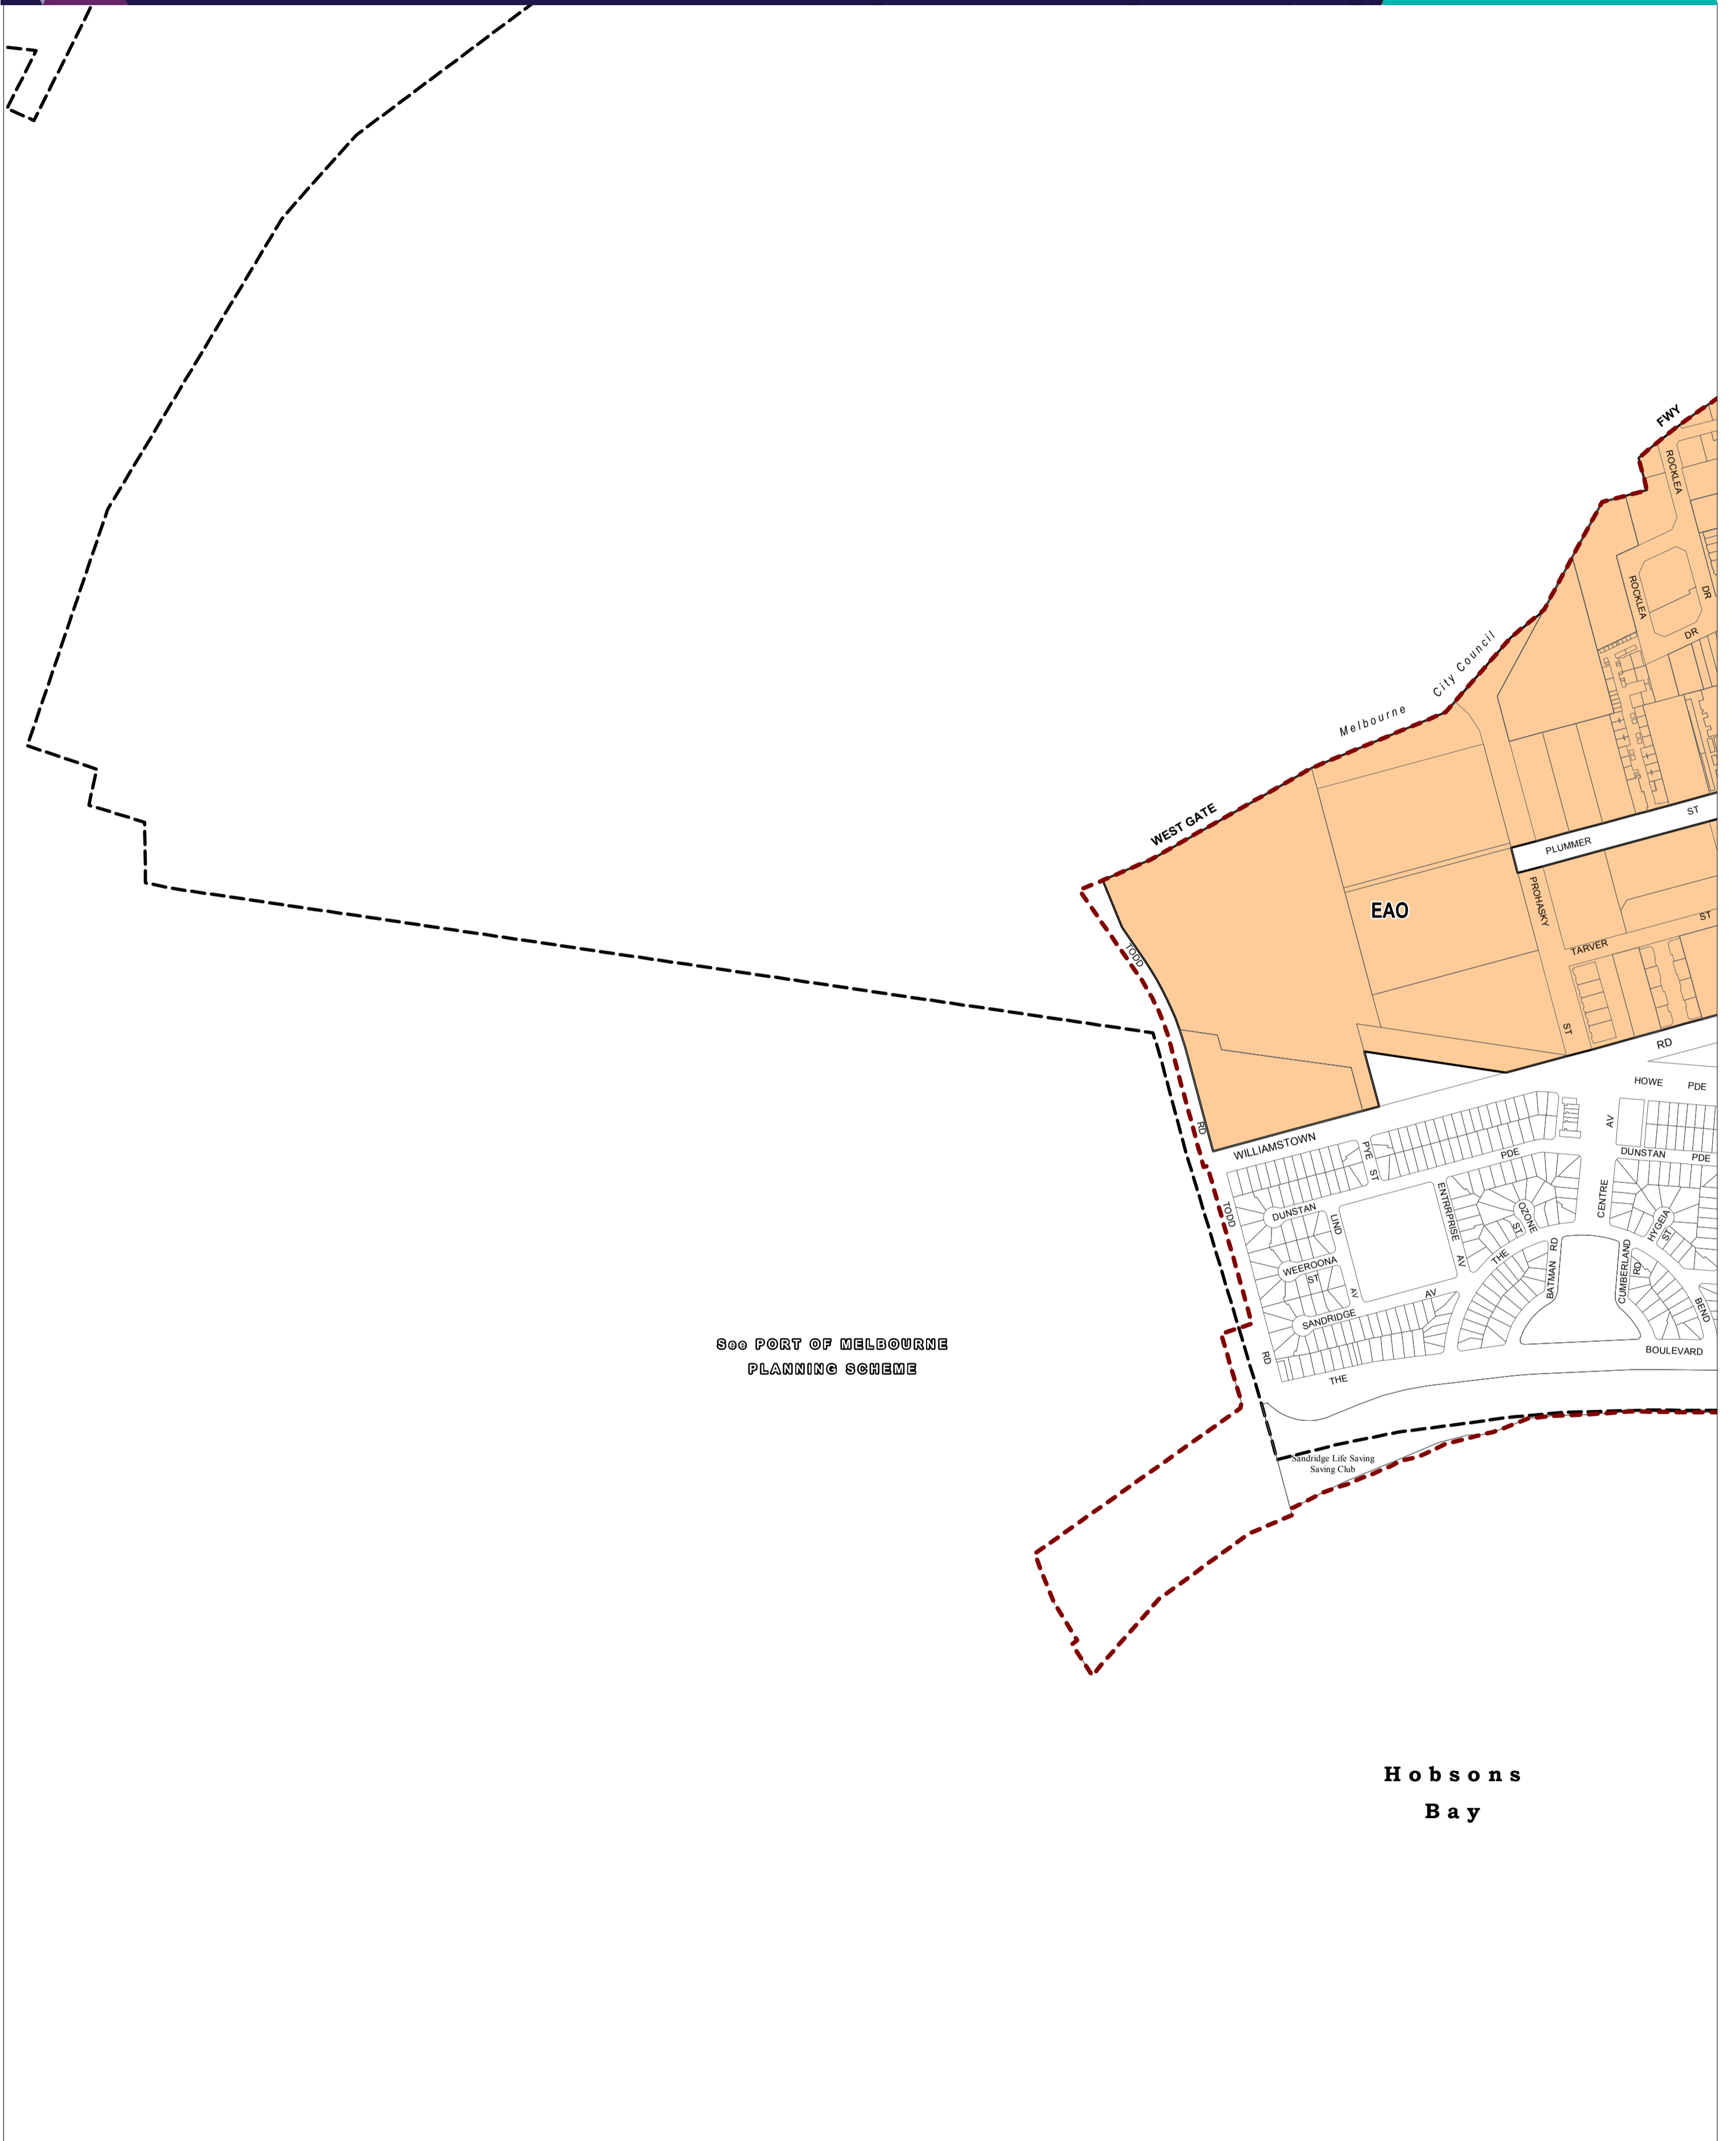 FWY
ROCKLEA
ROCKLEA
DR
DR
Melbourne City Council
WEST GATE
ST
PLUMMER
EAO
PROHASKY
ST
TARVER
TODD
ST
RD
RD
HOWE PDE
AV
WILLIAMSTOWN
PYE
ST
PDE
DUNSTAN PDE
TODD
DUNSTAN
LIND
ENTRRPRISE
OZONE
ST
CENTRE
HYGEIA
ST
WEEROONA
ST
AV
AV
THE
BATMAN RD
CUMBERLAND
RD
BEND
SANDRIDGE
AV
RD
THE
BOULEVARD
See PORT OF MELBOURNE
PLANNING SCHEME
Sandridge Life Saving
Saving Club
Hobsons
Bay